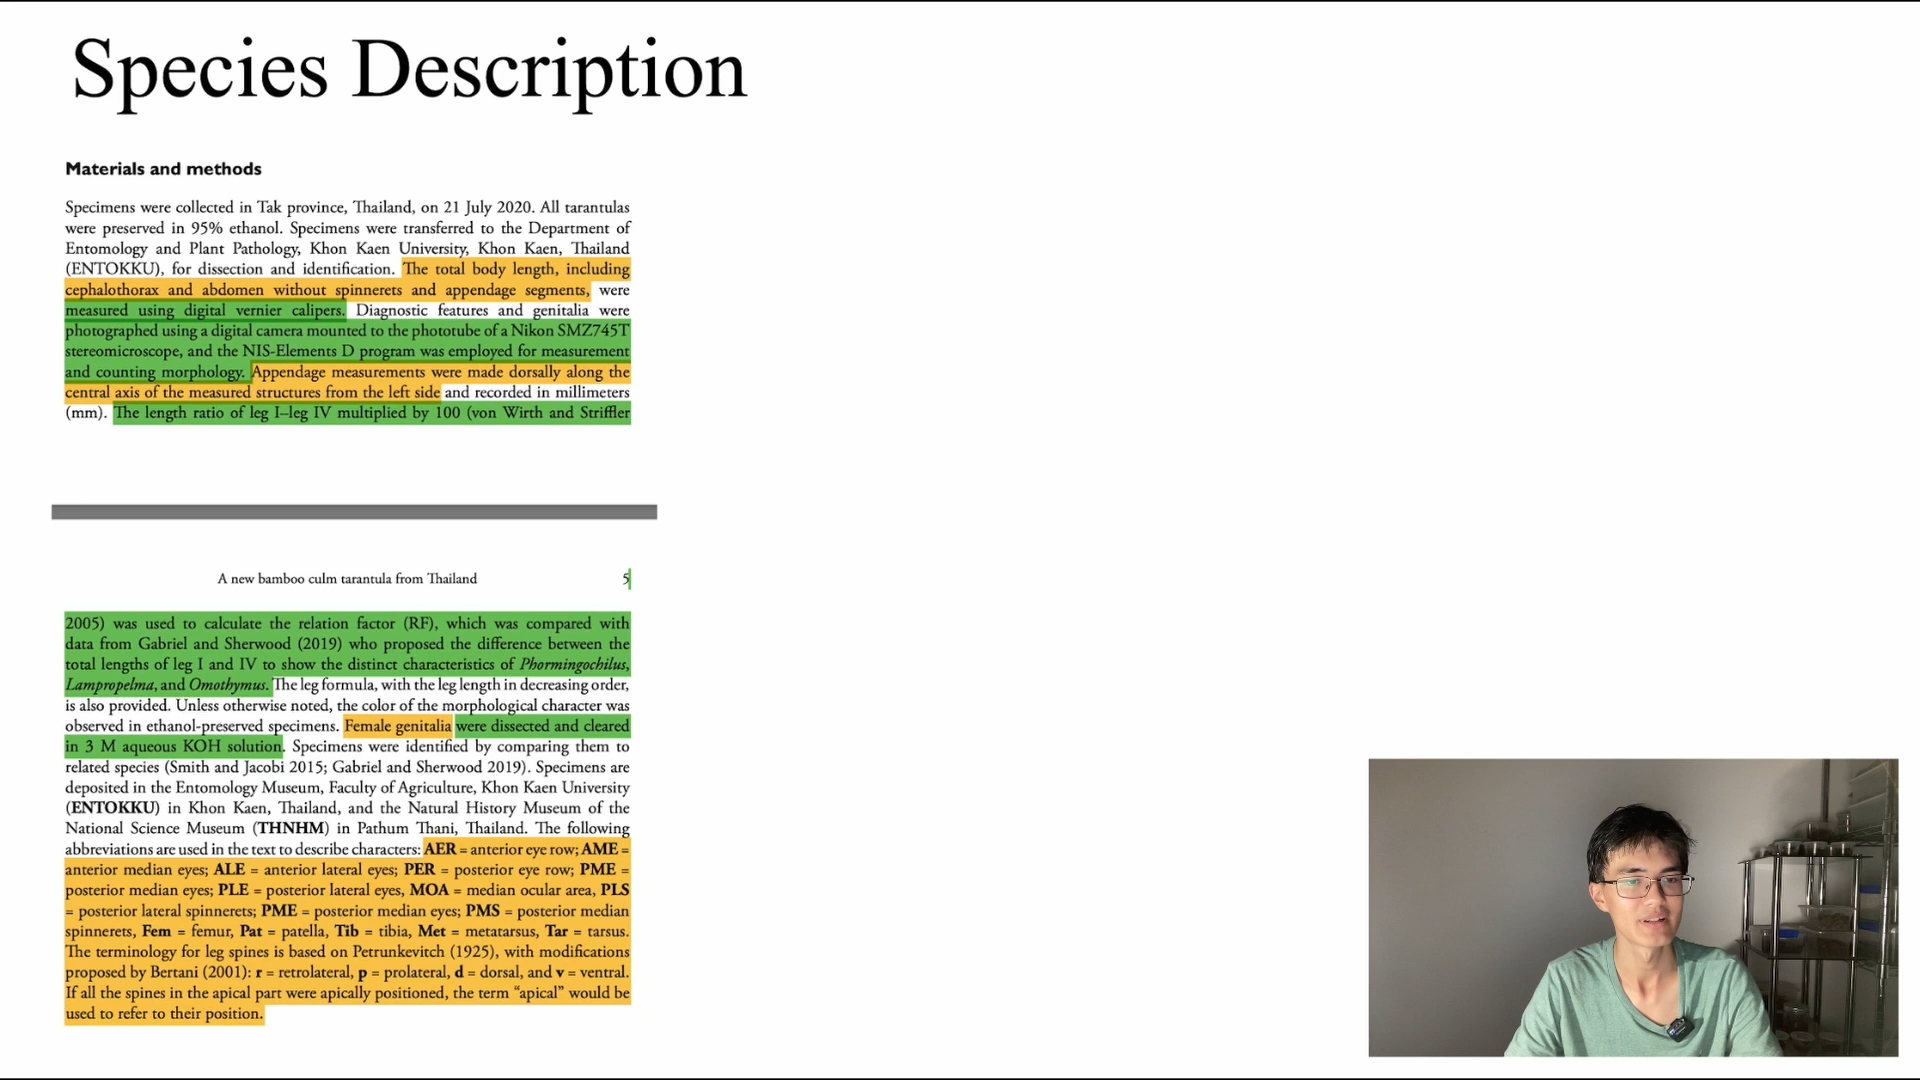 Species Description
Materials and methods
Specimens were collected in Tak province, Thailand, on 21 July 2020. All tarantulas
were preserved in 95% ethanol. Specimens were transferred to the Department of
Entomology and Plant Pathology, Khon Kaen University, Khon Kaen, Thailand
(ENTOKKU), for dissection and identification. The total body length, including
cephalothorax and abdomen without spinnerets and appendage segments, were
measured using digital vernier calipers. Diagnostic features and genitalia were
photographed using a digital camera mounted to the phototube of a Nikon SMZ745T
stereomicroscope, and the NIS-Elements D program was employed for measurement
and counting morphology. Appendage measurements were made dorsally along the
central axis of the measured structures from the left side and recorded in millimeters
(mm). The length ratio of leg I–leg IV multiplied by 100 (von Wirth and Striffler
A new bamboo culm tarantula from Thailand 5
2005) was used to calculate the relation factor (RF), which was compared with
data from Gabriel and Sherwood (2019) who proposed the difference between the
total lengths of leg I and IV to show the distinct characteristics of Phormingochilus,
Lampropelma, and Omothymus. The leg formula, with the leg length in decreasing order,
is also provided. Unless otherwise noted, the color of the morphological character was
observed in ethanol-preserved specimens. Female genitalia were dissected and cleared
in 3 M aqueous KOH solution. Specimens were identified by comparing them to
related species (Smith and Jacobi 2015; Gabriel and Sherwood 2019). Specimens are
deposited in the Entomology Museum, Faculty of Agriculture, Khon Kaen University
(ENTOKKU) in Khon Kaen, Thailand, and the Natural History Museum of the
National Science Museum (THNHM) in Pathum Thani, Thailand. The following
abbreviations are used in the text to describe characters: AER = anterior eye row; AME =
anterior median eyes; ALE = anterior lateral eyes; PER = posterior eye row; PME =
posterior median eyes; PLE = posterior lateral eyes, MOA = median ocular area, PLS
= posterior lateral spinnerets; PME = posterior median eyes; PMS = posterior median
spinnerets, Fem = femur, Pat = patella, Tib = tibia, Met = metatarsus, Tar = tarsus.
The terminology for leg spines is based on Petrunkevitch (1925), with modifications
proposed by Bertani (2001): r = retrolateral, p = prolateral, d = dorsal, and v = ventral.
If all the spines in the apical part were apically positioned, the term “apical” would be
used to refer to their position.